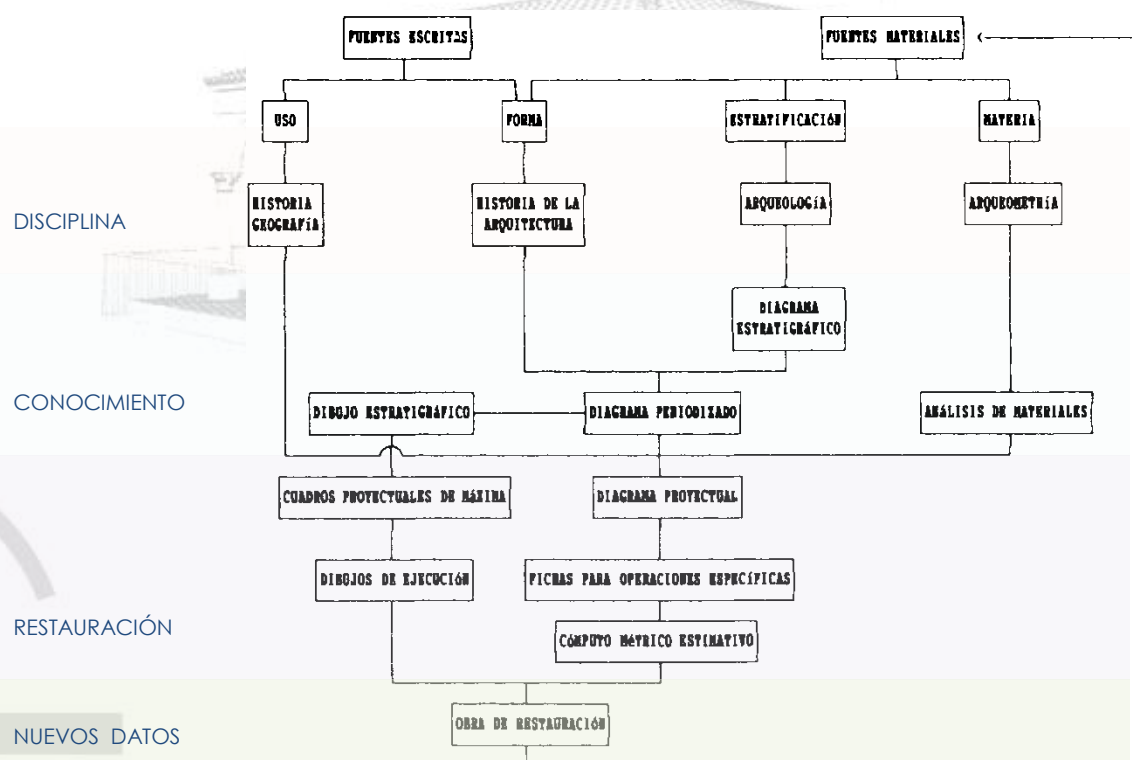 FUENTES ESCRITAS
FUENTES MATERIALES
USO
FORMA
ESTRATIFICACIÓN
MATERIA
DISCIPLINA
HISTORIA
GEOGRAFÍA
HISTORIA DE LA
ARQUITECTURA
ARQUEOLOGÍA
ARQUEOMETRÍA
DIAGRAMA
ESTRATIGRÁFICO
CONOCIMIENTO
DIBUJO ESTRATIGRÁFICO
DIAGRAMA PERIODIZADO
ANÁLISIS DE MATERIALES
CUADROS PROYECTUALES DE MÁXIMA
DIAGRAMA PROYECTUAL
DIBUJOS DE EJECUCIÓN
FICHAS PARA OPERACIONES ESPECÍFICAS
RESTAURACIÓN
CÓMPUTO MÉTRICO ESTIMATIVO
OBRA DE RESTAURACIÓN
NUEVOS DATOS